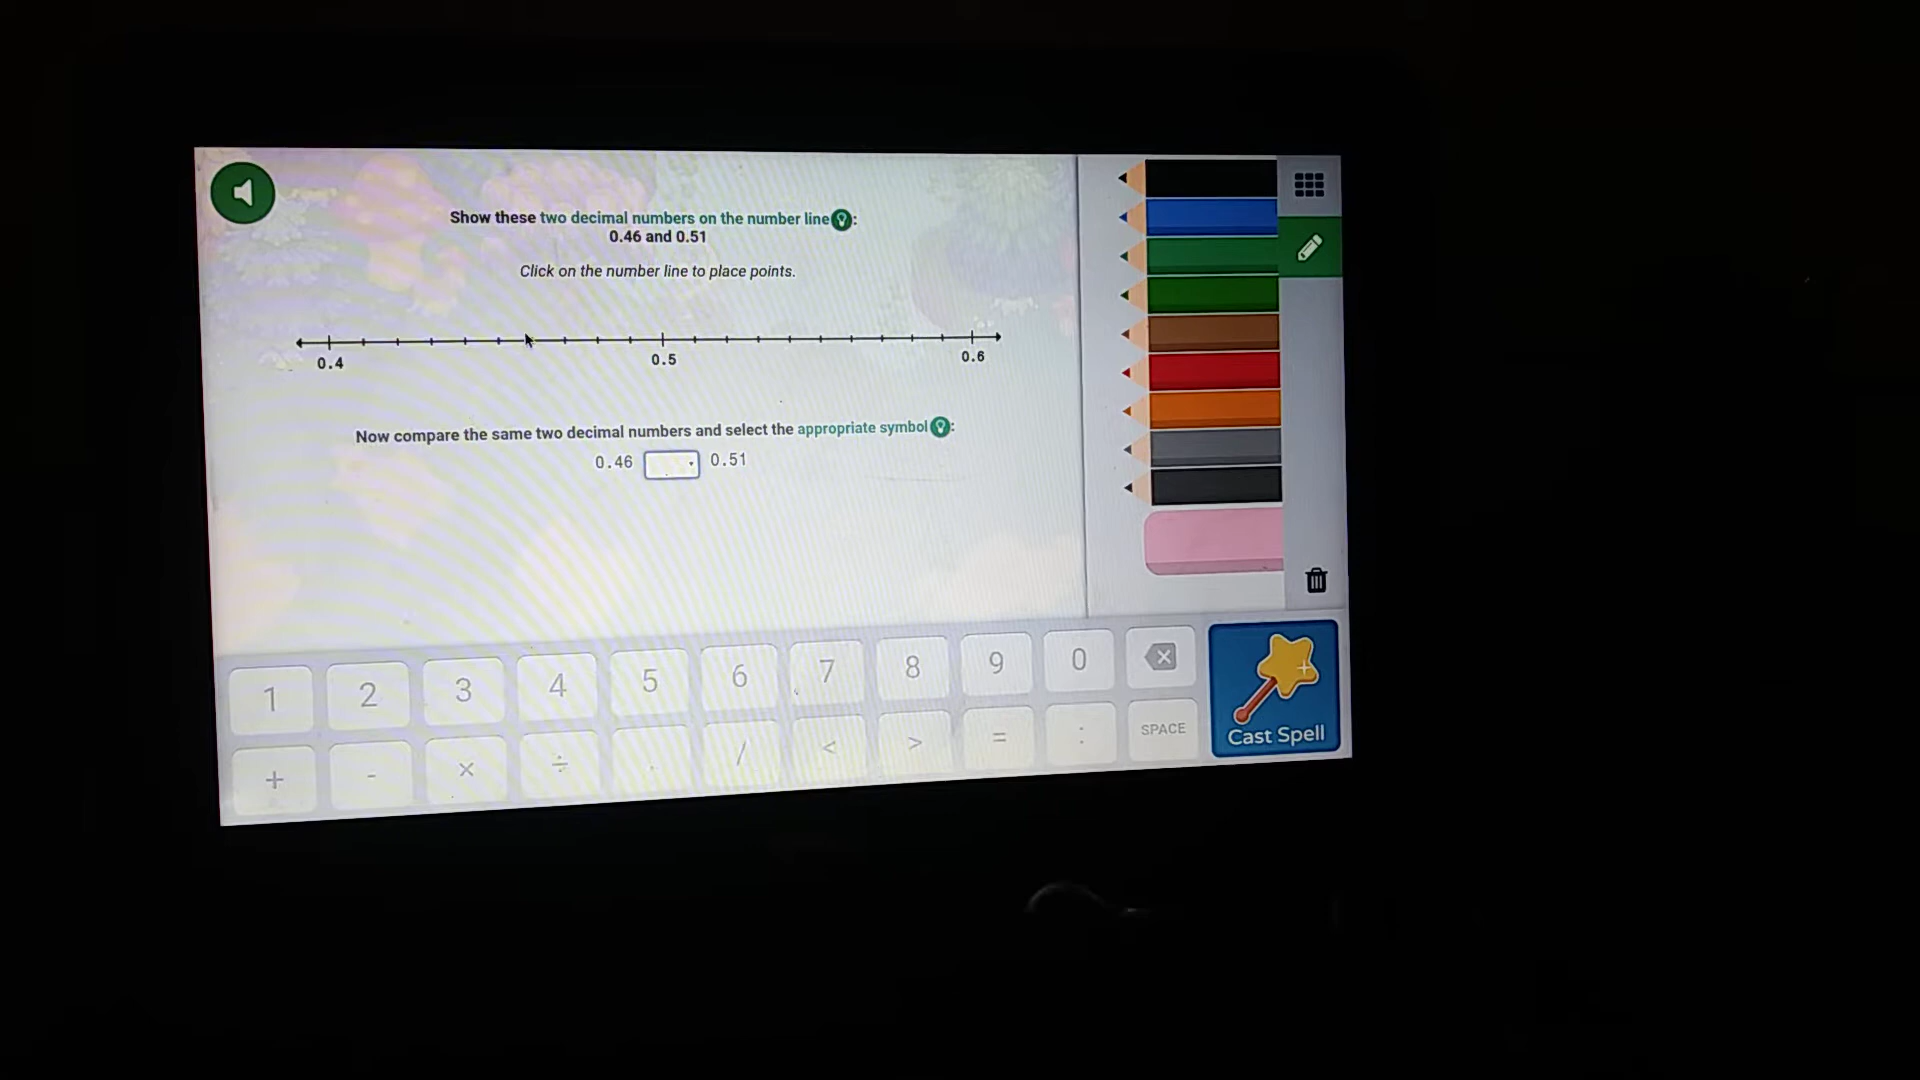 Show these two decimal numbers on the number line:
0.46 and 0.51
Click on the number line to place points.
0.4 0.5 0.6
Now compare the same two decimal numbers and select the appropriate symbol:
0.46 0.51
1 2 3 4 5 6 7 8 9 0
+ - × ÷ . / < > = : SPACE
Cast Spell